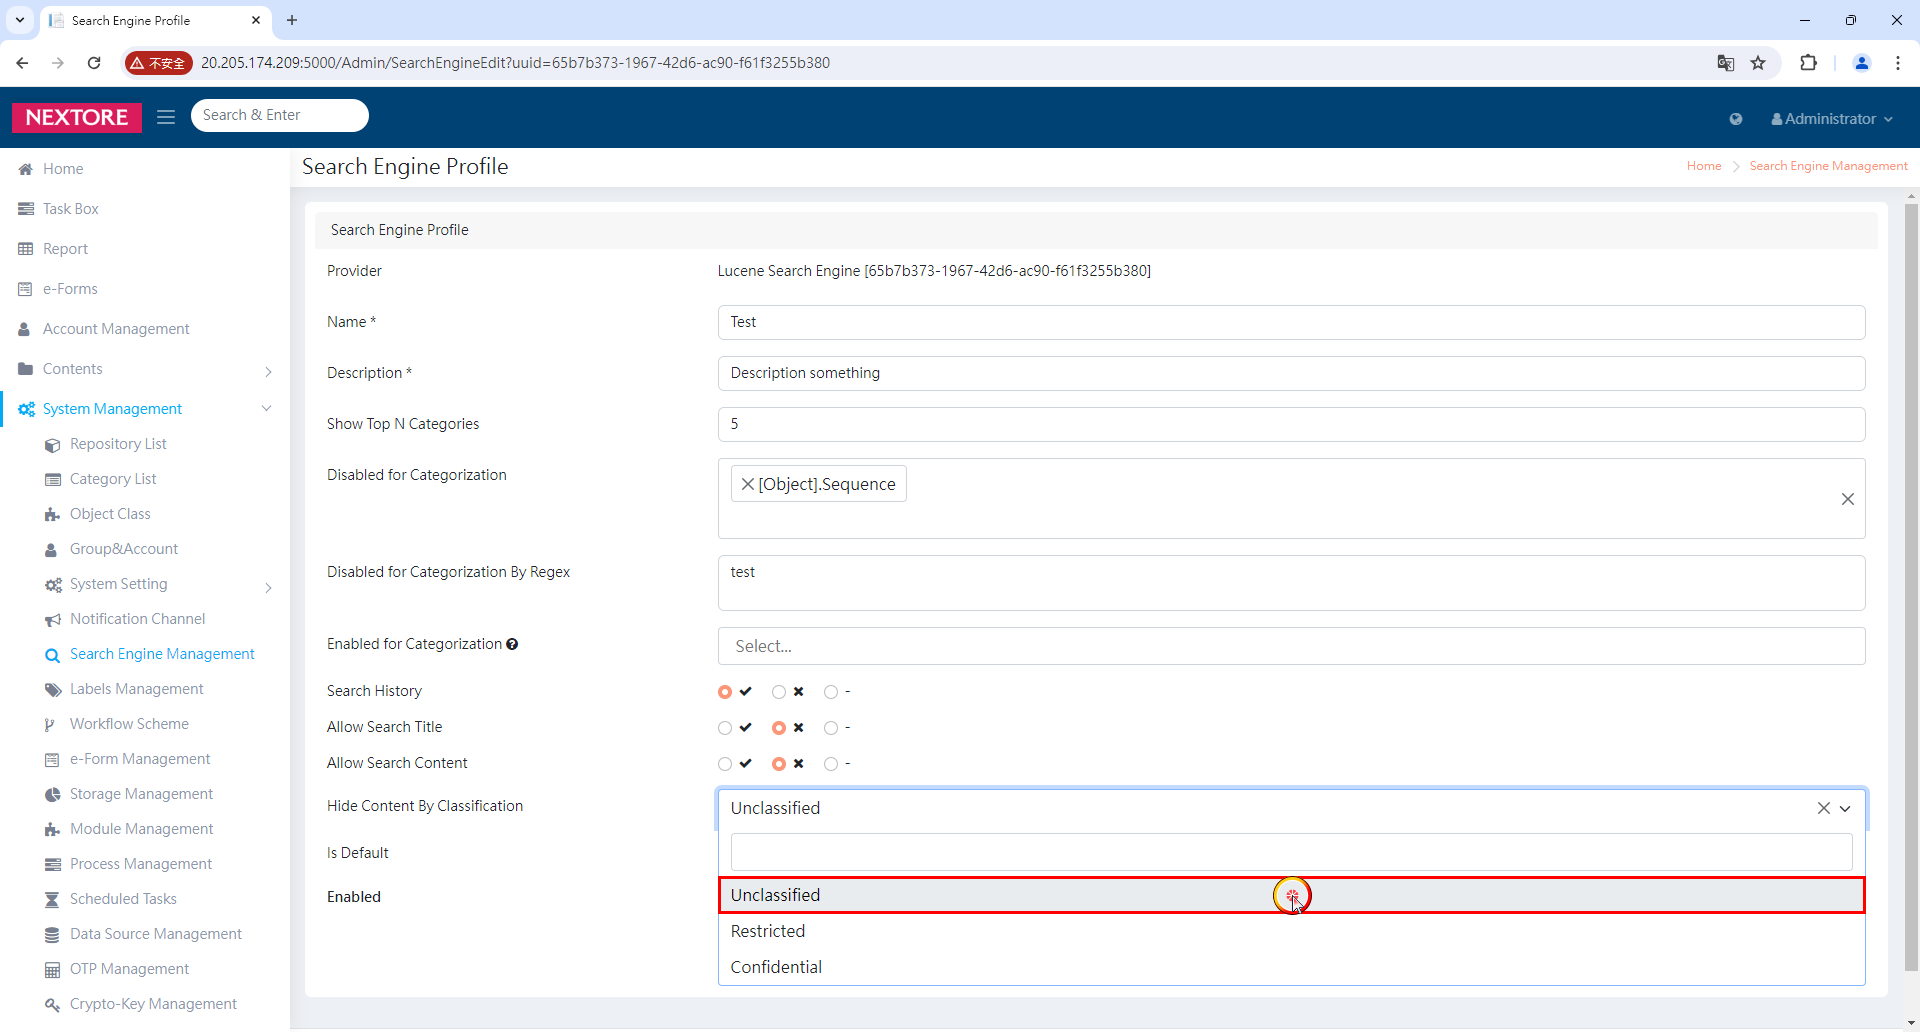 Search Engine Profile
不安全
20.205.174.209:5000/Admin/SearchEngineEdit?uuid=65b7b373-1967-42d6-ac90-f61f3255b380
NEXTORE
Search & Enter
Administrator
Home
Task Box
Report
e-Forms
Account Management
Contents
System Management
Repository List
Category List
Object Class
Group&Account
System Setting
Notification Channel
Search Engine Management
Labels Management
Workflow Scheme
e-Form Management
Storage Management
Module Management
Process Management
Scheduled Tasks
Data Source Management
OTP Management
Crypto-Key Management
Search Engine Profile
Home
Search Engine Management
Search Engine Profile
Provider
Lucene Search Engine [65b7b373-1967-42d6-ac90-f61f3255b380]
Name *
Test
Description *
Description something
Show Top N Categories
5
Disabled for Categorization
[Object].Sequence
Disabled for Categorization By Regex
test
Enabled for Categorization
Select...
Search History
-
Allow Search Title
-
Allow Search Content
-
Hide Content By Classification
Unclassified
Is Default
Enabled
Unclassified
Restricted
Confidential